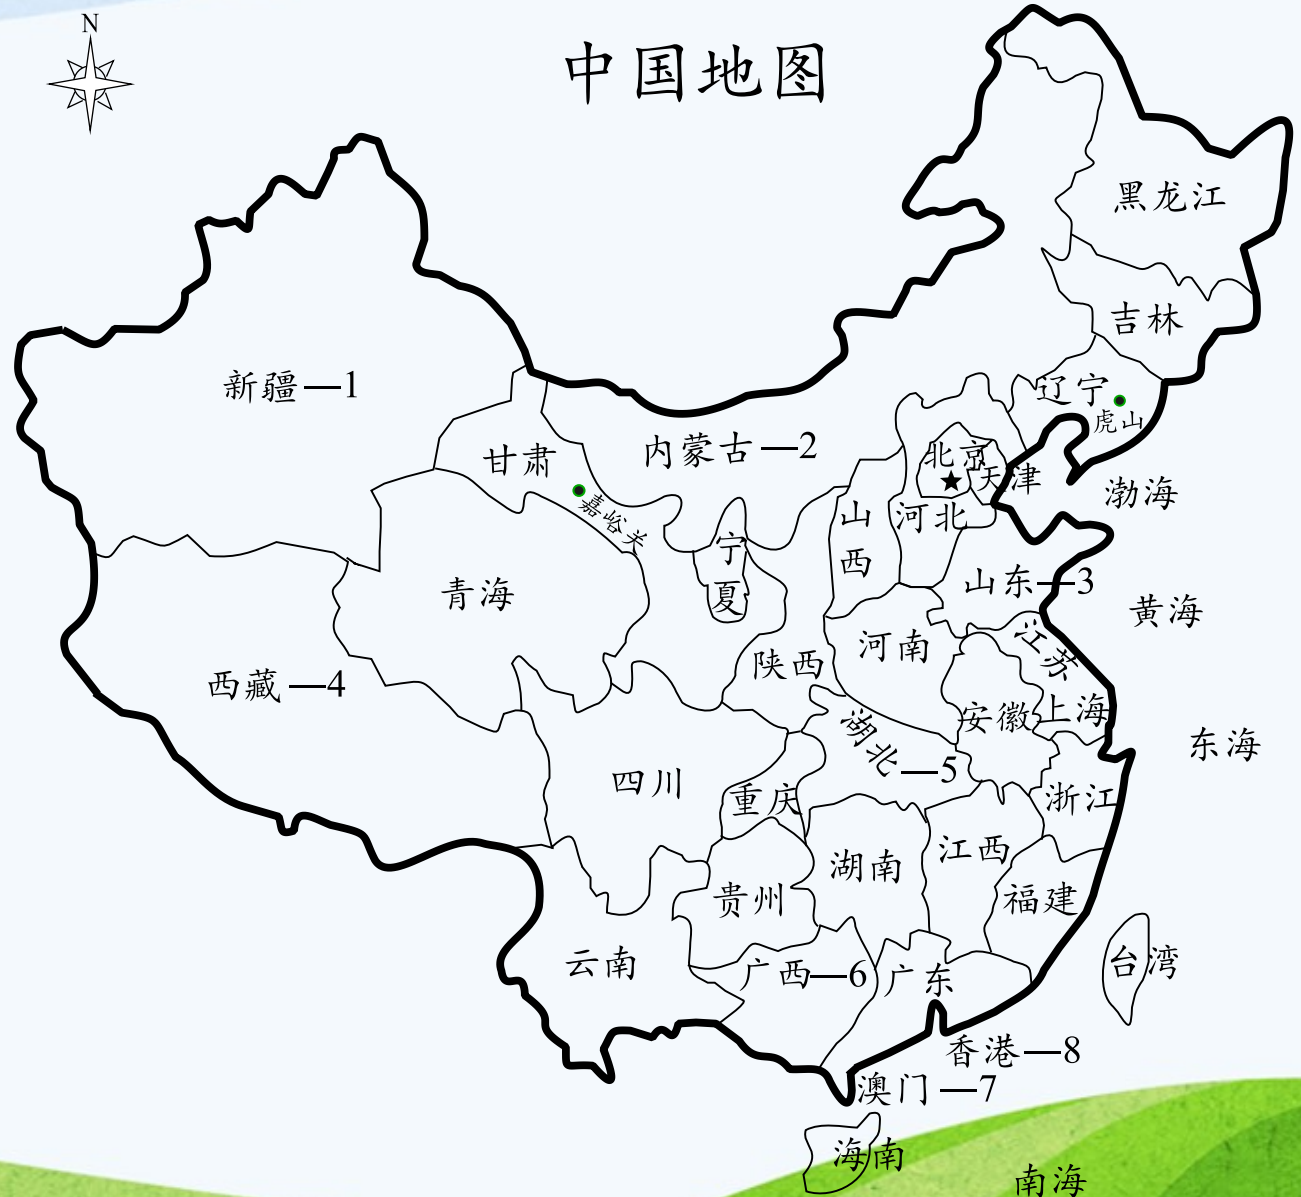 N
中国地图
黑龙江
吉林
辽宁
虎山
新疆—1
甘肃
内蒙古—2
北京
天津
渤海
嘉峪关
山西
河北
宁夏
青海
山东—3
黄海
江苏
河南
陕西
西藏—4
安徽
上海
湖北—5
东海
四川
重庆
浙江
江西
湖南
贵州
福建
云南
广西—6
广东
台湾
香港—8
澳门—7
海南
南海